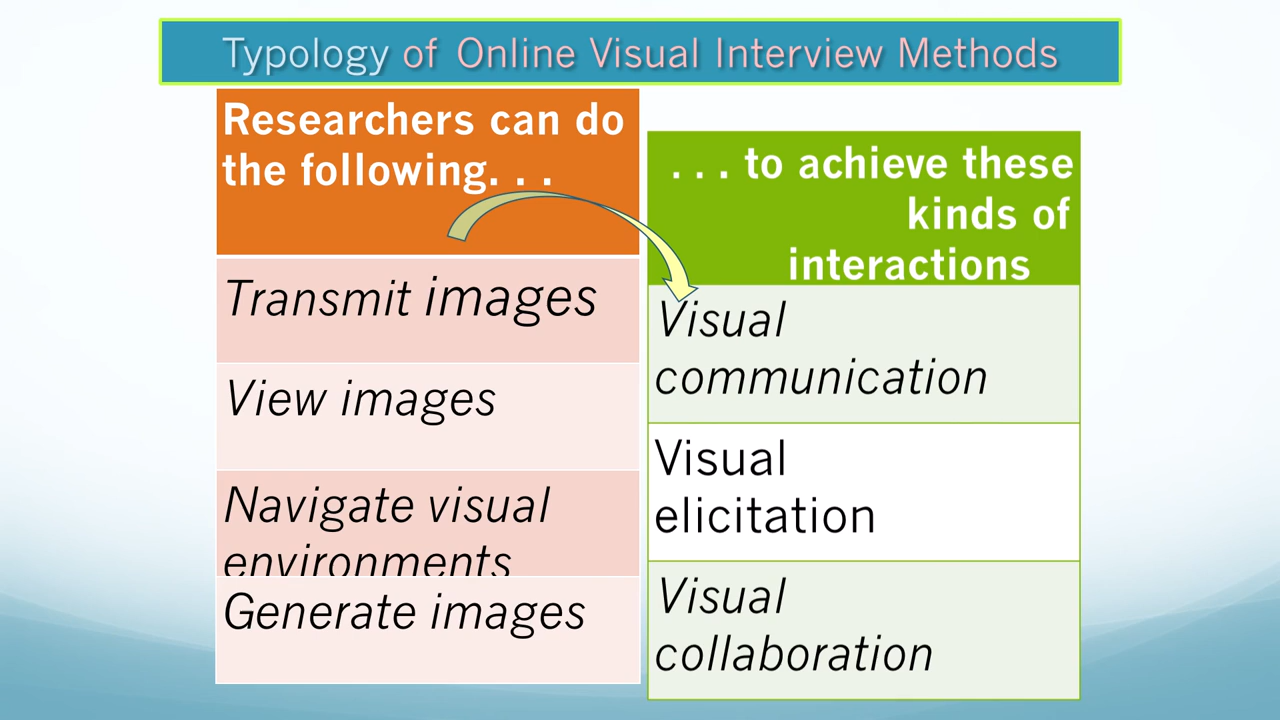 Typology of Online Visual Interview Methods
Researchers can do
the following. . .
Transmit images
View images
Navigate visual
environments
Generate images
. . . to achieve these
kinds of
interactions
Visual
communication
Visual
elicitation
Visual
collaboration